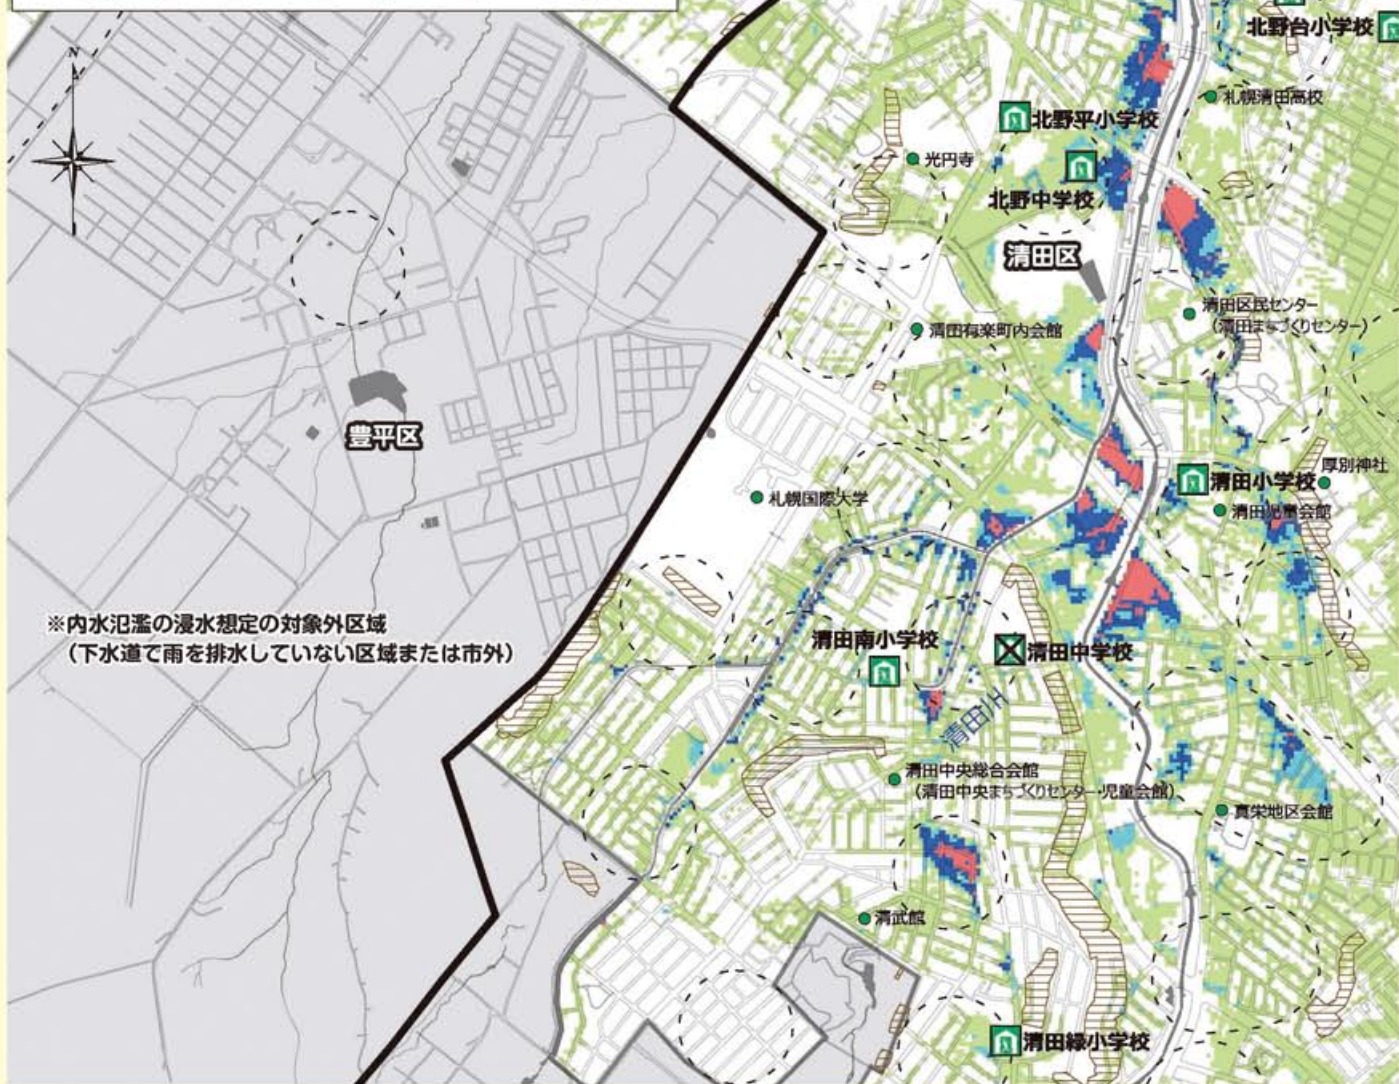 北野台小学校
N
札幌清田高校
北野平小学校
光円寺
北野中学校
清田区
清田区民センター
（清田まちづくりセンター）
清田有楽町内会館
豊平区
厚別神社
清田小学校
札幌国際大学
清田児童会館
※内水氾濫の浸水想定の対象外区域
（下水道で雨を排水していない区域または市外）
清田南小学校
清田中学校
清田川
清田中央総合会館
（清田中央まちづくりセンター・児童会館）
真栄地区会館
清武館
清田緑小学校